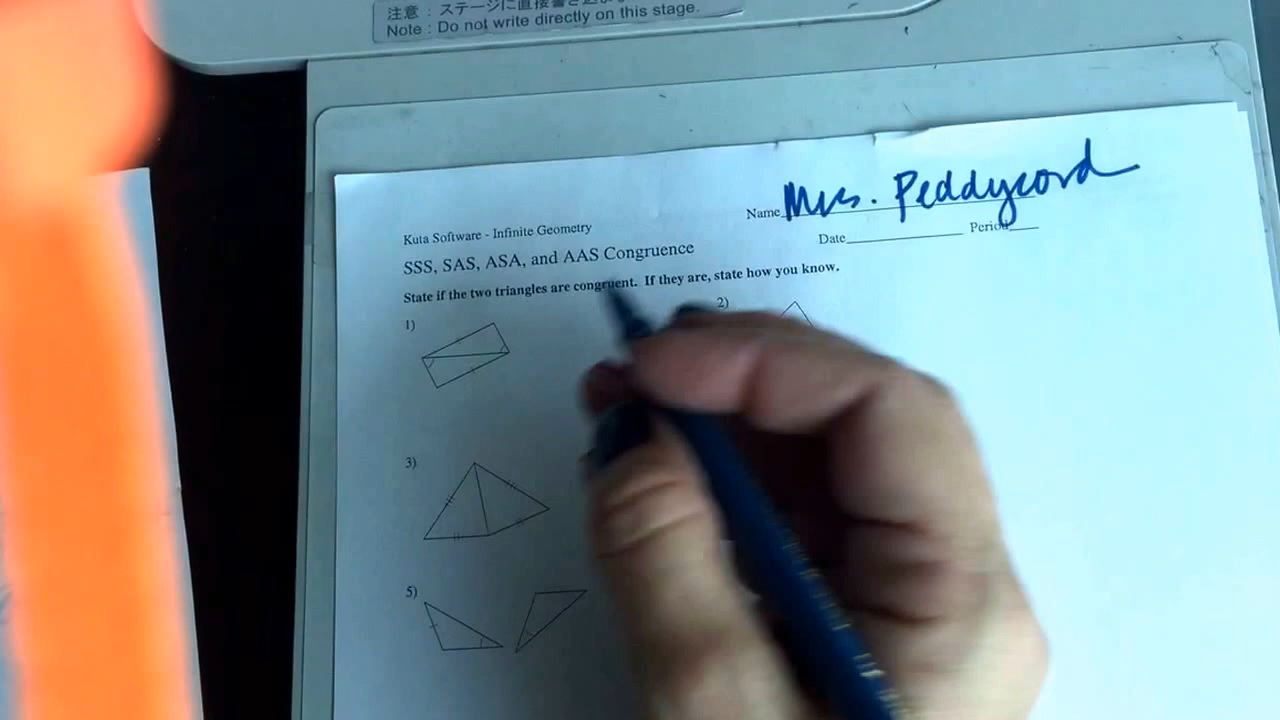 注意：ステージに直接書き込
Note : Do not write directly on this stage.
Name Mrs. Peddycord
Kuta Software - Infinite Geometry
Date Period
SSS, SAS, ASA, and AAS Congruence
State if the two triangles are congruent. If they are, state how you know.
1)
2)
3)
5)